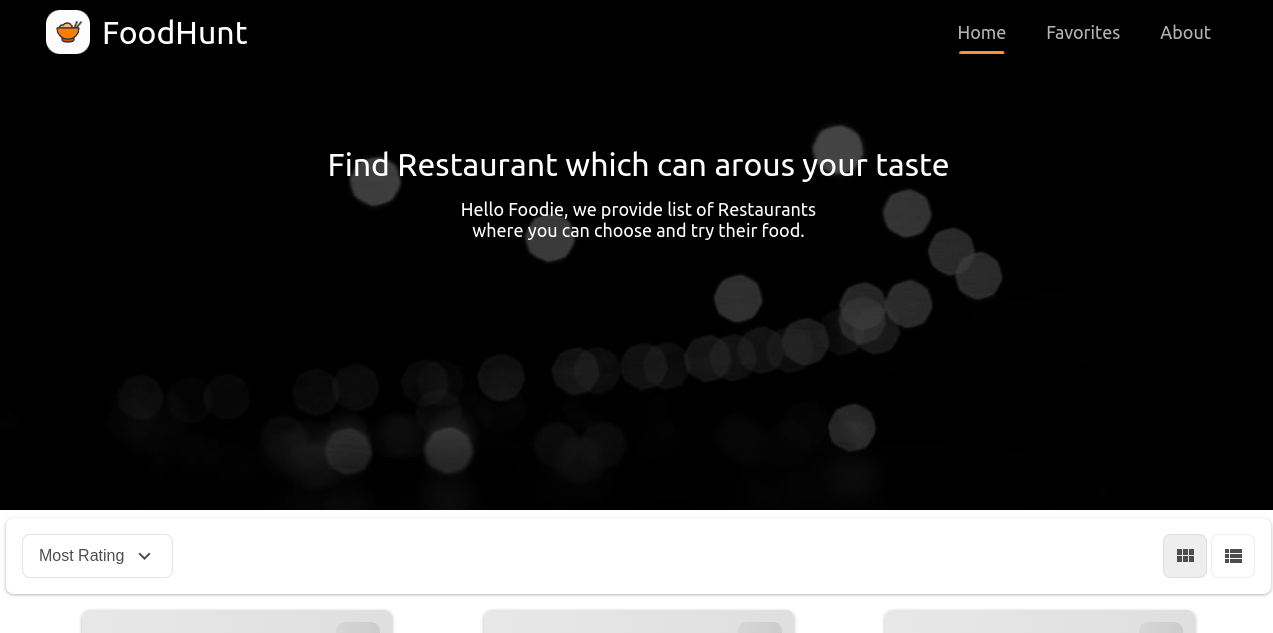 FoodHunt
Home
Favorites
About
Find Restaurant which can arous your taste
Hello Foodie, we provide list of Restaurants
where you can choose and try their food.
Most Rating